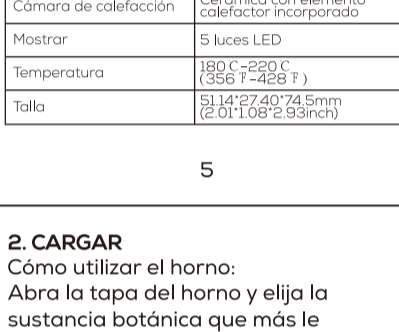 Cámara de calefacción
Cerámica con elemento
calefactor incorporado
Mostrar
5 luces LED
Temperatura
180 C-220 C
(356 F-428 F)
Talla
51.14*27.40*74.5mm
(2.01*1.08*2.93inch)
5
2. CARGAR
Cómo utilizar el horno:
Abra la tapa del horno y elija la
sustancia botánica que más le